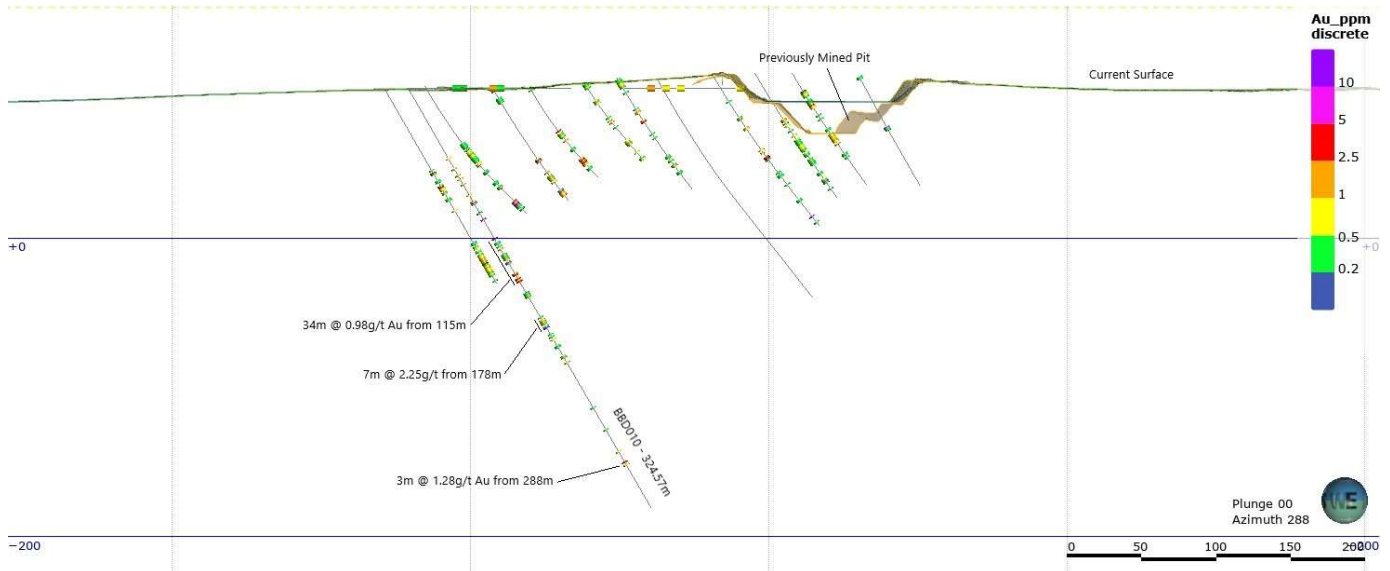 Au_ppm
discrete
10
5
2.5
1
0.5
0.2
Previously Mined Pit
Current Surface
+0
+0
34m @ 0.98g/t Au from 115m
7m @ 2.25g/t from 178m
BBD010 - 324.57m
3m @ 1.28g/t Au from 288m
Plunge 00
Azimuth 288
-200
0 50 100 150 200